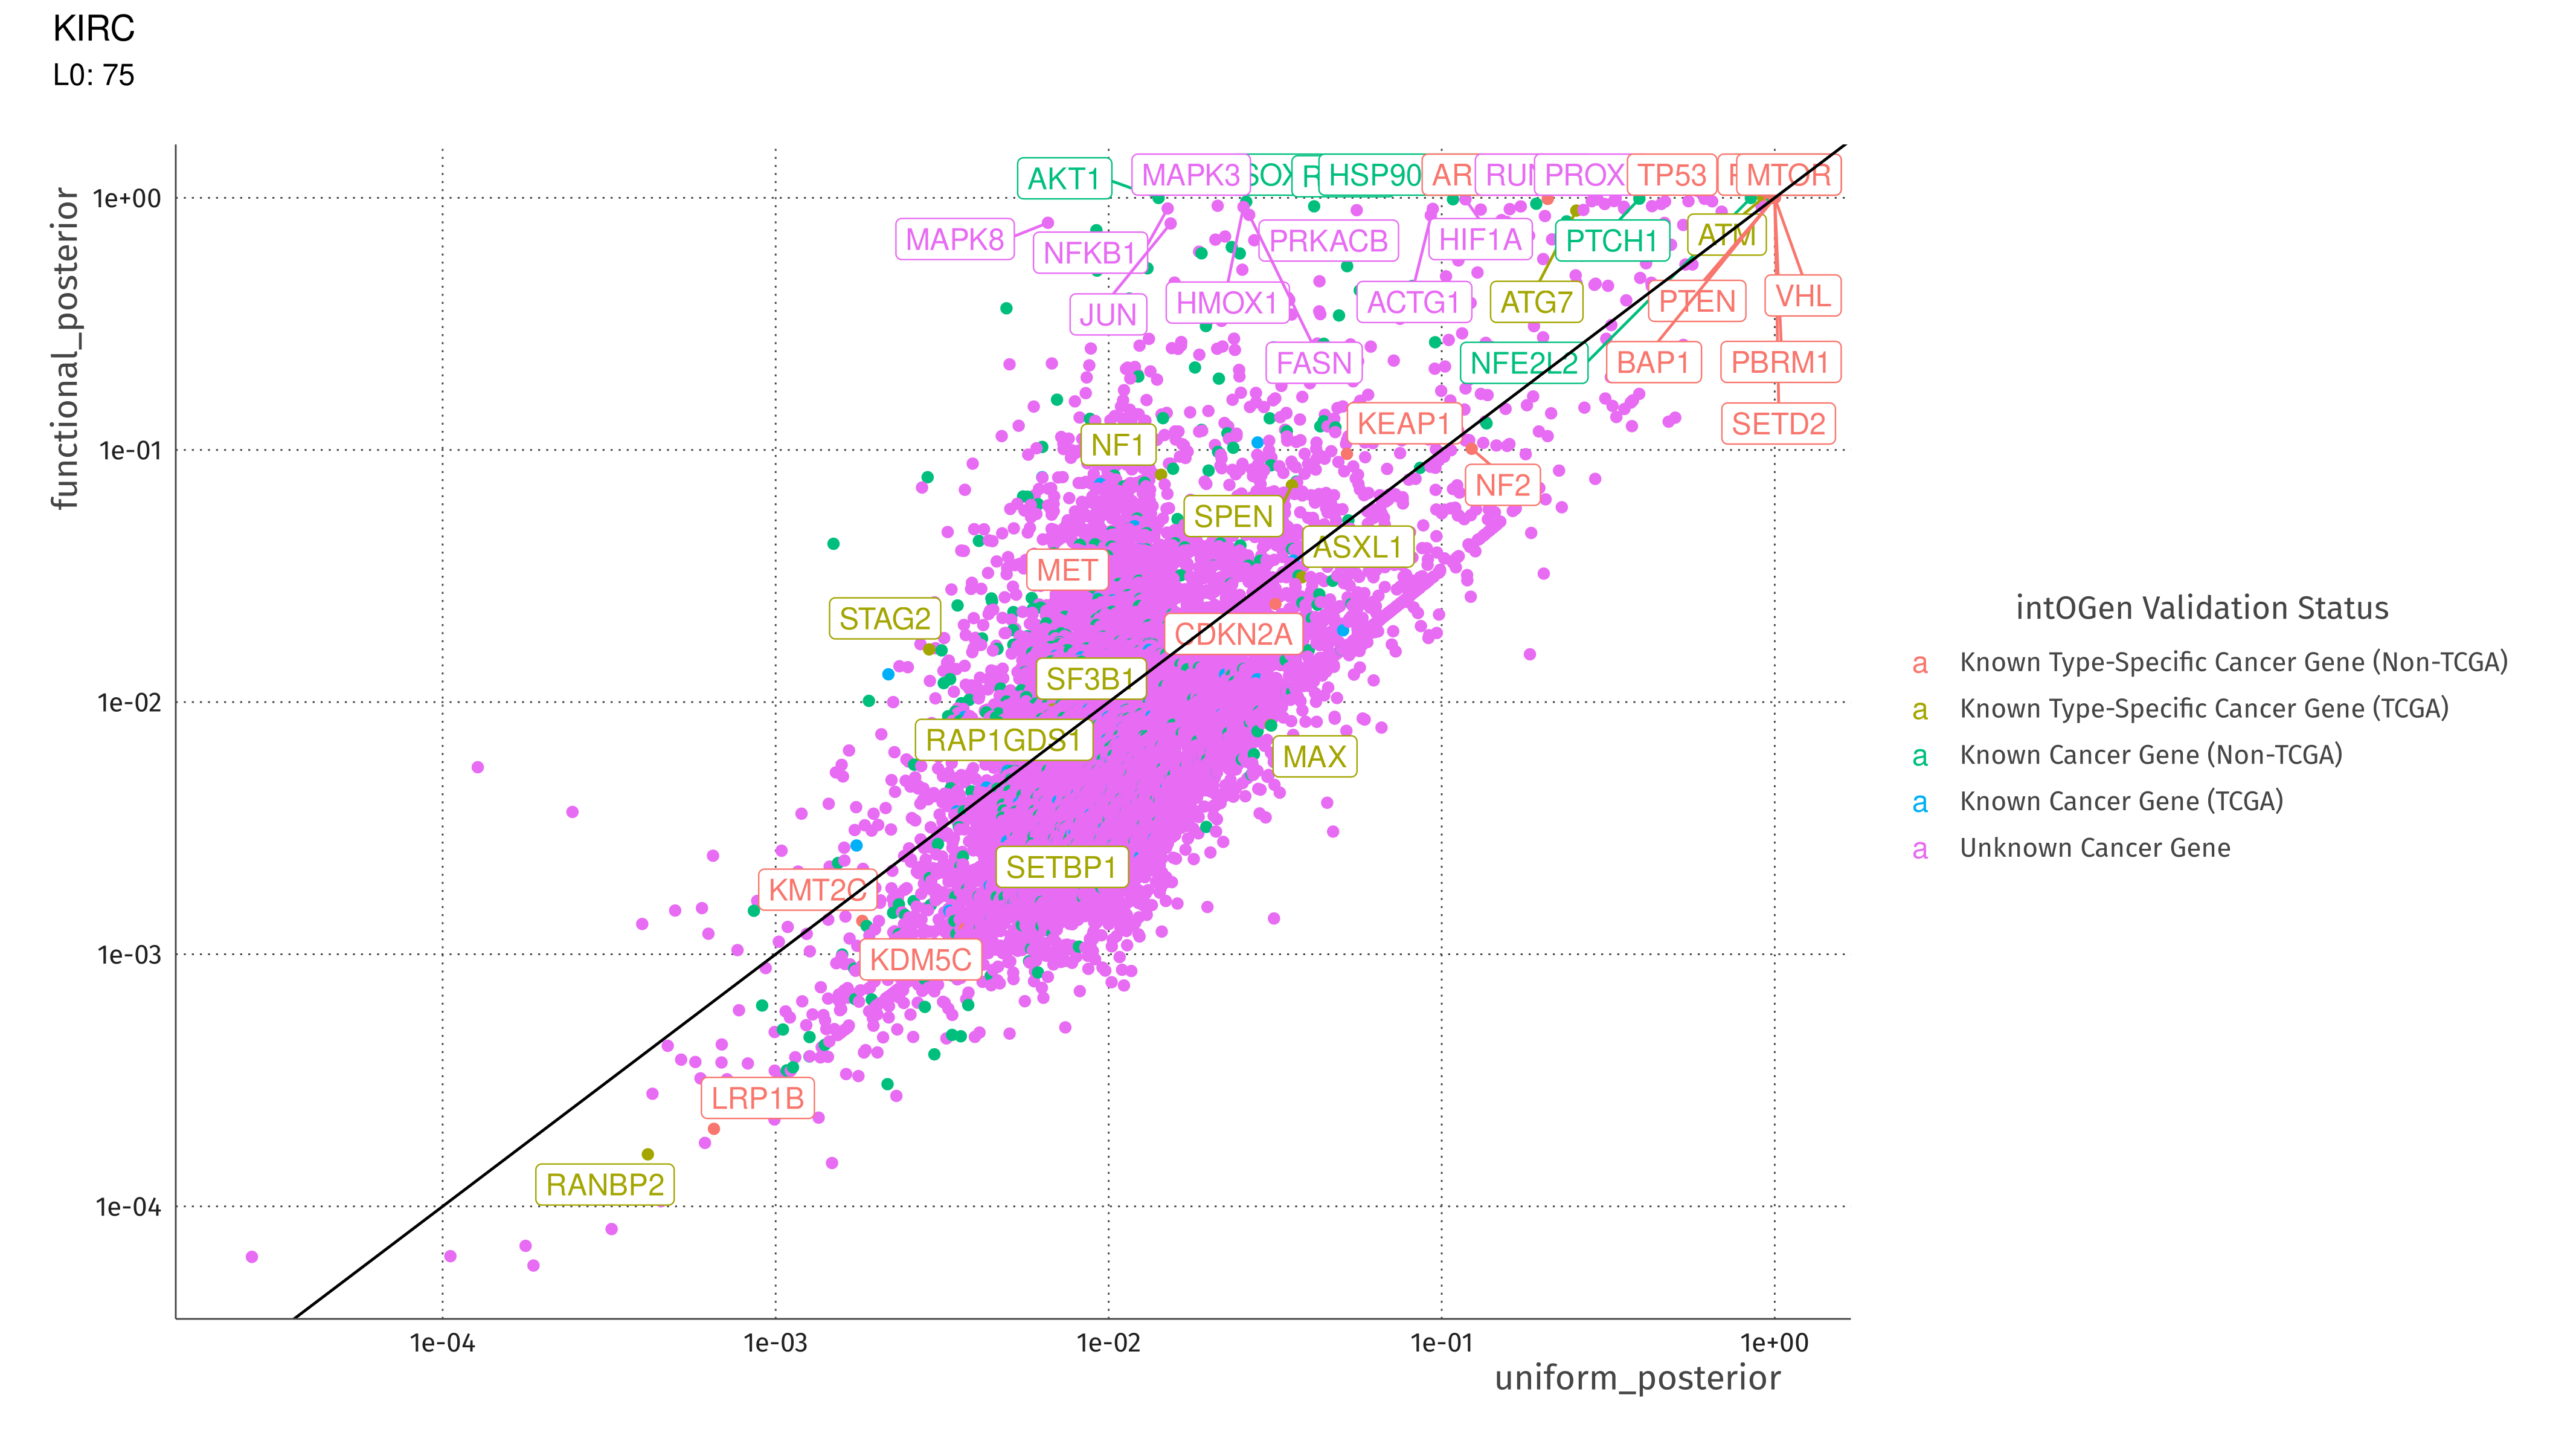 KIRC
L0: 75
functional_posterior
1e+00
1e-01
1e-02
1e-03
1e-04
AKT1
MAPK3
HSP90
AR
PROX
TP53
MTOR
MAPK8
NFKB1
PRKACB
HIF1A
PTCH1
ATM
JUN
HMOX1
ACTG1
ATG7
PTEN
VHL
FASN
NFE2L2
BAP1
PBRM1
KEAP1
SETD2
NF1
NF2
SPEN
ASXL1
MET
STAG2
CDKN2A
SF3B1
RAP1GDS1
MAX
SETBP1
KMT2C
KDM5C
LRP1B
RANBP2
1e-04
1e-03
1e-02
1e-01
1e+00
uniform_posterior
intOGen Validation Status
a Known Type-Specific Cancer Gene (Non-TCGA)
a Known Type-Specific Cancer Gene (TCGA)
a Known Cancer Gene (Non-TCGA)
a Known Cancer Gene (TCGA)
a Unknown Cancer Gene